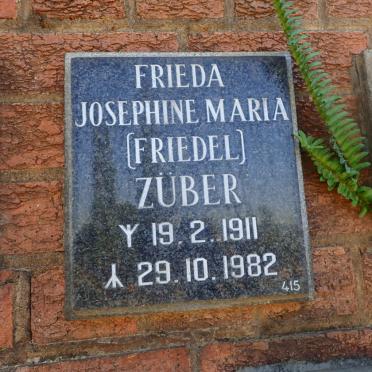 FRIEDA
JOSEPHINE MARIA
(FRIEDEL)
ZÜBER
ᛉ 19.2.1911
ᛣ 29.10.1982
415